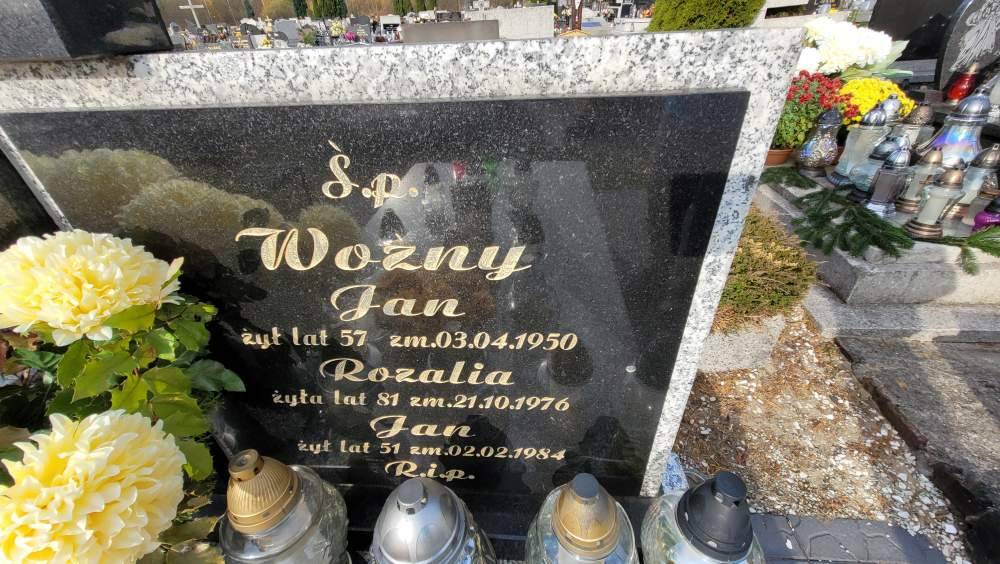 Ś.p.
Woźny
Jan
żył lat 57 zm.03.04.1950
Rozalia
żyła lat 81 zm.21.10.1976
Jan
żył lat 51 zm.02.02.1984
R.i.p.